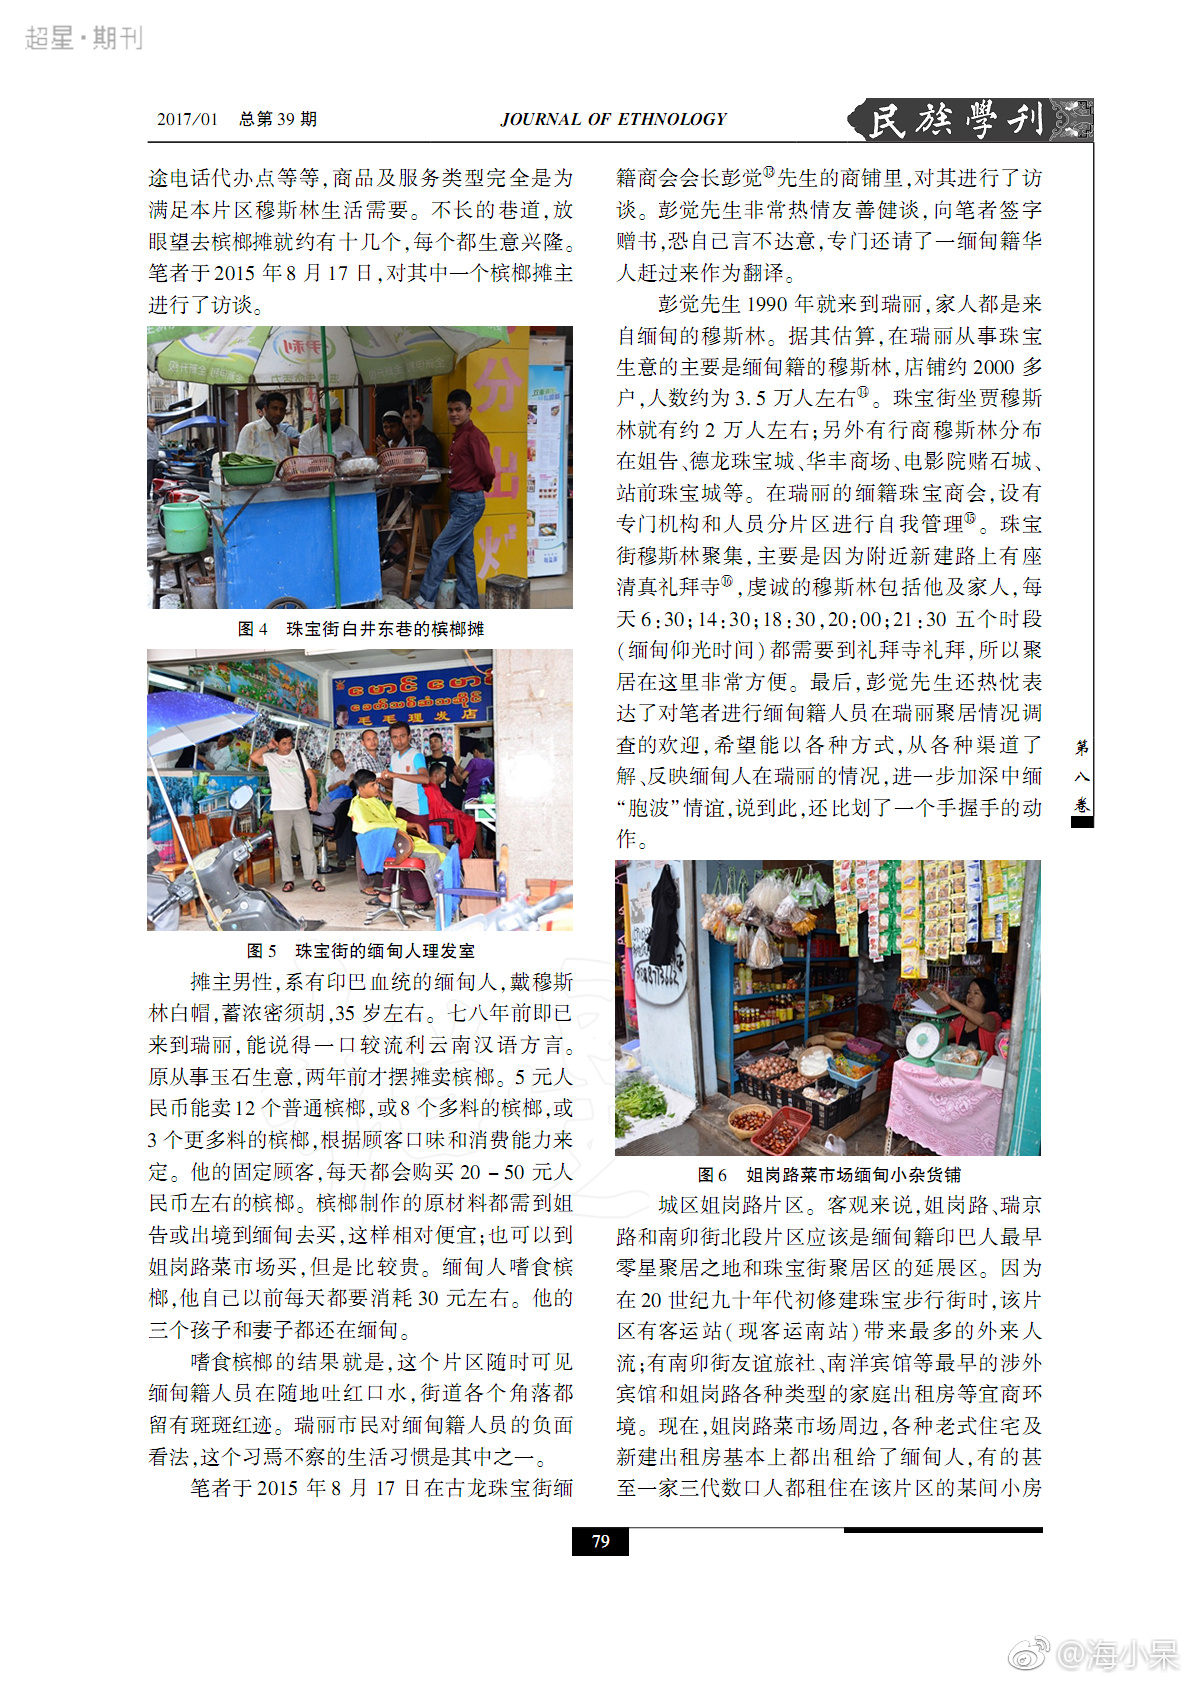 超星·期刊
2017/01 总第 39 期 JOURNAL OF ETHNOLOGY 民族學刊
途电话代办点等等,商品及服务类型完全是为
满足本片区穆斯林生活需要。不长的巷道,放
眼望去槟榔摊就约有十几个,每个都生意兴隆。
笔者于 2015 年 8 月 17 日,对其中一个槟榔摊主
进行了访谈。
分
出
图 4 珠宝街白井东巷的槟榔摊
毛毛理发店
图 5 珠宝街的缅甸人理发室
摊主男性,系有印巴血统的缅甸人,戴穆斯
林白帽,蓄浓密须胡,35 岁左右。七八年前即已
来到瑞丽,能说得一口较流利云南汉语方言。
原从事玉石生意,两年前才摆摊卖槟榔。5 元人
民币能卖 12 个普通槟榔,或 8 个多料的槟榔,或
3 个更多料的槟榔,根据顾客口味和消费能力来
定。他的固定顾客,每天都会购买 20 - 50 元人
民币左右的槟榔。槟榔制作的原材料都需到姐
告或出境到缅甸去买,这样相对便宜;也可以到
姐岗路菜市场买,但是比较贵。缅甸人嗜食槟
榔,他自己以前每天都要消耗 30 元左右。他的
三个孩子和妻子都还在缅甸。
嗜食槟榔的结果就是,这个片区随时可见
缅甸籍人员在随地吐红口水,街道各个角落都
留有斑斑红迹。瑞丽市民对缅甸籍人员的负面
看法,这个习焉不察的生活习惯是其中之一。
笔者于 2015 年 8 月 17 日在古龙珠宝街缅
籍商会会长彭觉⑬先生的商铺里,对其进行了访
谈。彭觉先生非常热情友善健谈,向笔者签字
赠书,恐自己言不达意,专门还请了一缅甸籍华
人赶过来作为翻译。
彭觉先生 1990 年就来到瑞丽,家人都是来
自缅甸的穆斯林。据其估算,在瑞丽从事珠宝
生意的主要是缅甸籍的穆斯林,店铺约 2000 多
户,人数约为 3.5 万人左右⑭。珠宝街坐贾穆斯
林就有约 2 万人左右;另外有行商穆斯林分布
在姐告、德龙珠宝城、华丰商场、电影院赌石城、
站前珠宝城等。在瑞丽的缅籍珠宝商会,设有
专门机构和人员分片区进行自我管理⑮。珠宝
街穆斯林聚集,主要是因为附近新建路上有座
清真礼拜寺⑯,虔诚的穆斯林包括他及家人,每
天 6:30;14:30;18:30,20:00;21:30 五个时段
(缅甸仰光时间)都需要到礼拜寺礼拜,所以聚
居在这里非常方便。最后,彭觉先生还热忱表
达了对笔者进行缅甸籍人员在瑞丽聚居情况调
查的欢迎,希望能以各种方式,从各种渠道了
解、反映缅甸人在瑞丽的情况,进一步加深中缅
“胞波”情谊,说到此,还比划了一个手握手的动
作。
图 6 姐岗路菜市场缅甸小杂货铺
城区姐岗路片区。客观来说,姐岗路、瑞京
路和南卯街北段片区应该是缅甸籍印巴人最早
零星聚居之地和珠宝街聚居区的延展区。因为
在 20 世纪九十年代初修建珠宝步行街时,该片
区有客运站(现客运南站)带来最多的外来人
流;有南卯街友谊旅社、南洋宾馆等最早的涉外
宾馆和姐岗路各种类型的家庭出租房等宜商环
境。现在,姐岗路菜市场周边,各种老式住宅及
新建出租房基本上都出租给了缅甸人,有的甚
至一家三代数口人都租住在该片区的某间小房
第八卷
79
@海小呆